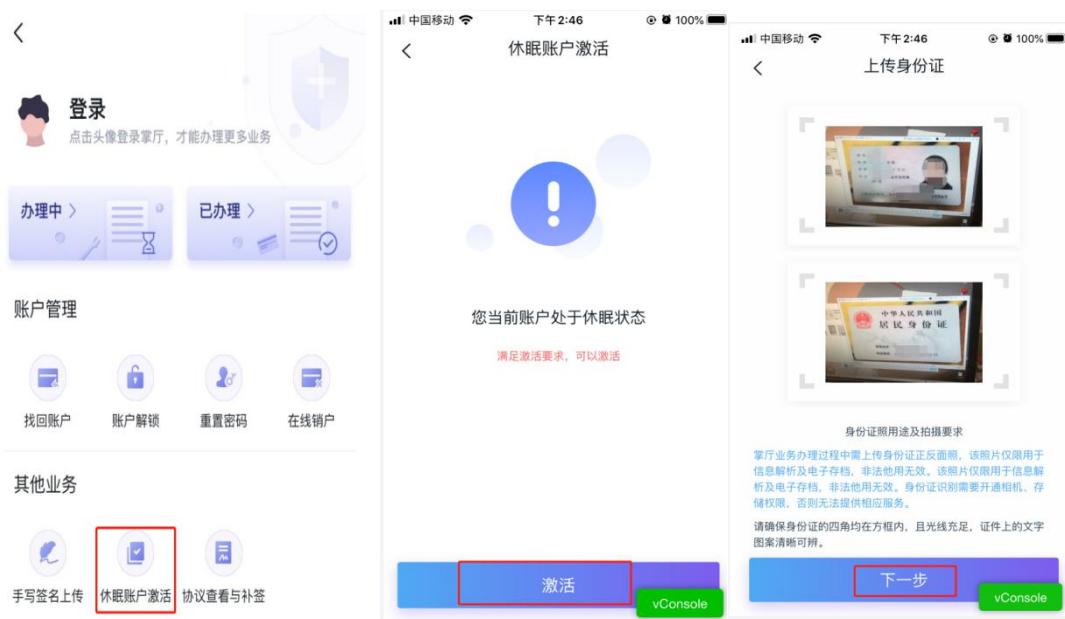 登录
点击头像登录掌厅，才能办理更多业务
办理中
已办理
账户管理
找回账户
账户解锁
重置密码
在线销户
其他业务
手写签名上传
休眠账户激活
协议查看与补签
中国移动
下午2:46
100%
休眠账户激活
您当前账户处于休眠状态
满足激活要求，可以激活
激活
vConsole
中国移动
下午2:46
100%
上传身份证
中华人民共和国
居民身份证
身份证照用途及拍摄要求
掌厅业务办理过程中需上传身份证正反面照，该照片仅限用于
信息解析及电子存档，非法他用无效。该照片仅限用于信息解
析及电子存档，非法他用无效。身份证识别需要开通相机、存
储权限，否则无法提供相应服务。
请确保身份证的四角均在方框内，且光线充足，证件上的文字
图案清晰可辨。
下一步
vConsole